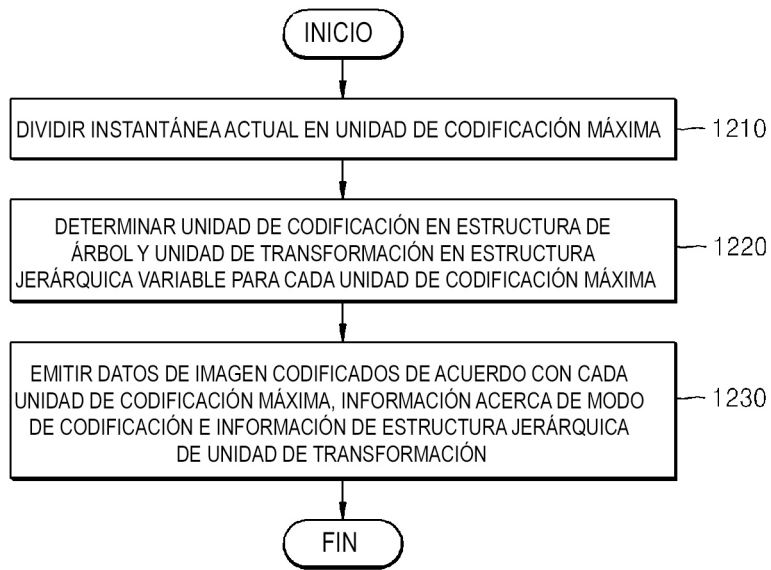 INICIO
DIVIDIR INSTANTÁNEA ACTUAL EN UNIDAD DE CODIFICACIÓN MÁXIMA
1210
DETERMINAR UNIDAD DE CODIFICACIÓN EN ESTRUCTURA DE
ÁRBOL Y UNIDAD DE TRANSFORMACIÓN EN ESTRUCTURA
JERÁRQUICA VARIABLE PARA CADA UNIDAD DE CODIFICACIÓN MÁXIMA
1220
EMITIR DATOS DE IMAGEN CODIFICADOS DE ACUERDO CON CADA
UNIDAD DE CODIFICACIÓN MÁXIMA, INFORMACIÓN ACERCA DE MODO
DE CODIFICACIÓN E INFORMACIÓN DE ESTRUCTURA JERÁRQUICA
DE UNIDAD DE TRANSFORMACIÓN
1230
FIN